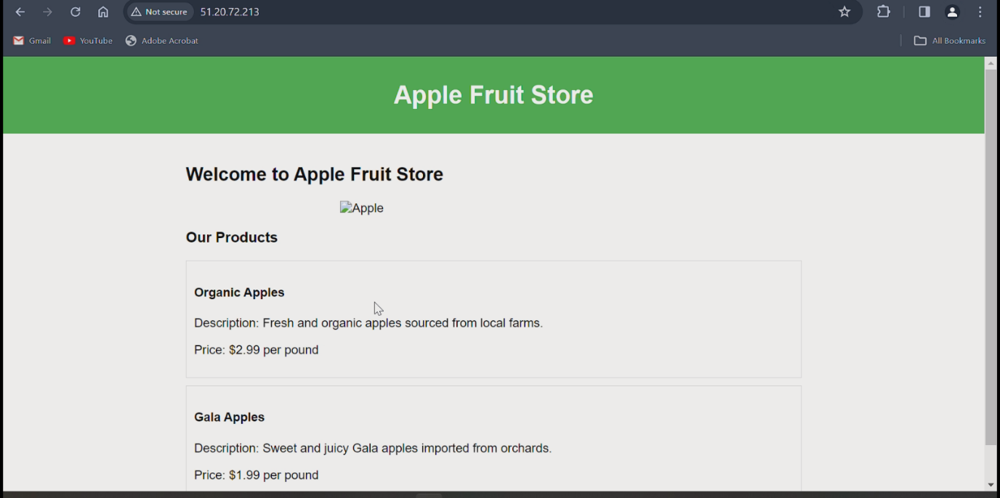 Not secure 51.20.72.213
Gmail YouTube Adobe Acrobat All Bookmarks
Apple Fruit Store
Welcome to Apple Fruit Store
Apple
Our Products
Organic Apples
Description: Fresh and organic apples sourced from local farms.
Price: $2.99 per pound
Gala Apples
Description: Sweet and juicy Gala apples imported from orchards.
Price: $1.99 per pound